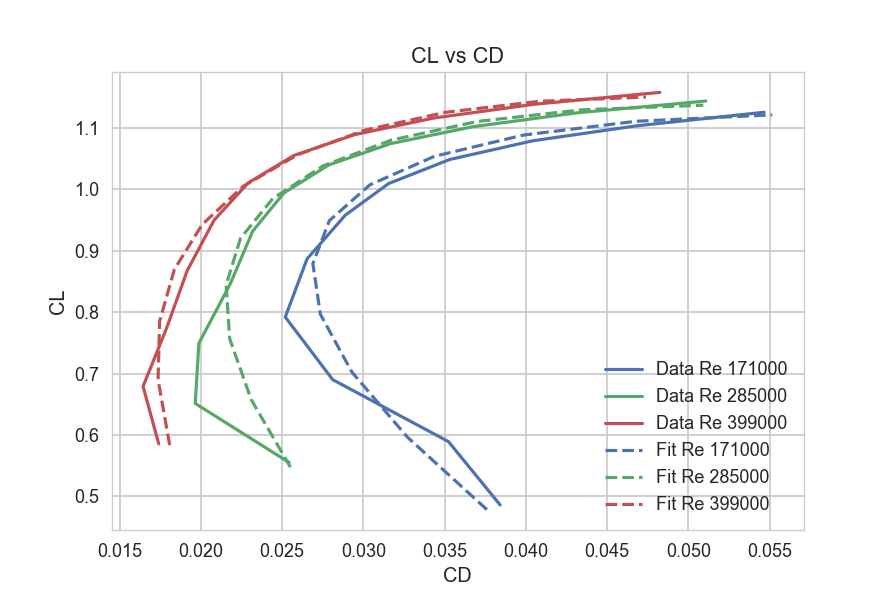 CL vs CD
CL
1.1
1.0
0.9
0.8
0.7
0.6
0.5
Data Re 171000
Data Re 285000
Data Re 399000
Fit Re 171000
Fit Re 285000
Fit Re 399000
0.015 0.020 0.025 0.030 0.035 0.040 0.045 0.050 0.055
CD